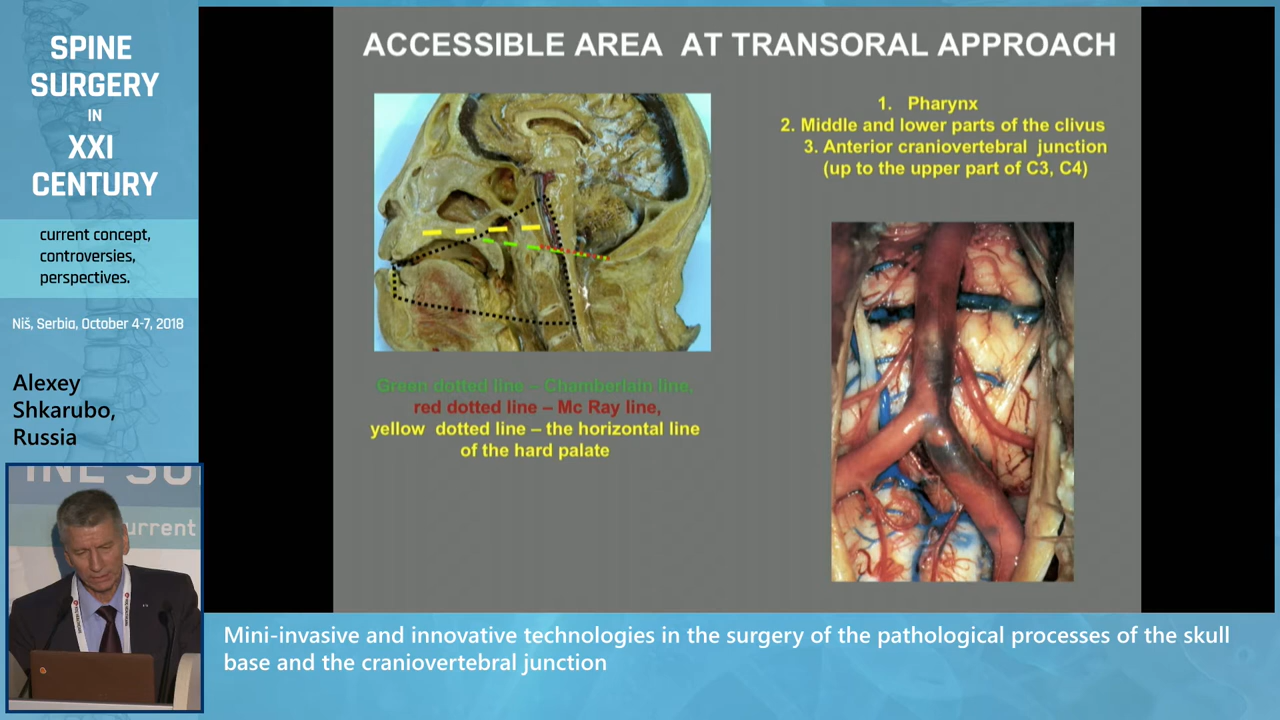 SPINE
SURGERY
IN
XXI
CENTURY
current concept,
controversies,
perspectives.
Niš, Serbia, October 4-7, 2018
Alexey
Shkarubo,
Russia
INE SU
urrent
ACCESSIBLE AREA AT TRANSORAL APPROACH
1. Pharynx
2. Middle and lower parts of the clivus
3. Anterior craniovertebral junction
(up to the upper part of C3, C4)
Green dotted line – Chamberlain line,
red dotted line – Mc Ray line,
yellow dotted line – the horizontal line
of the hard palate
Mini-invasive and innovative technologies in the surgery of the pathological processes of the skull
base and the craniovertebral junction